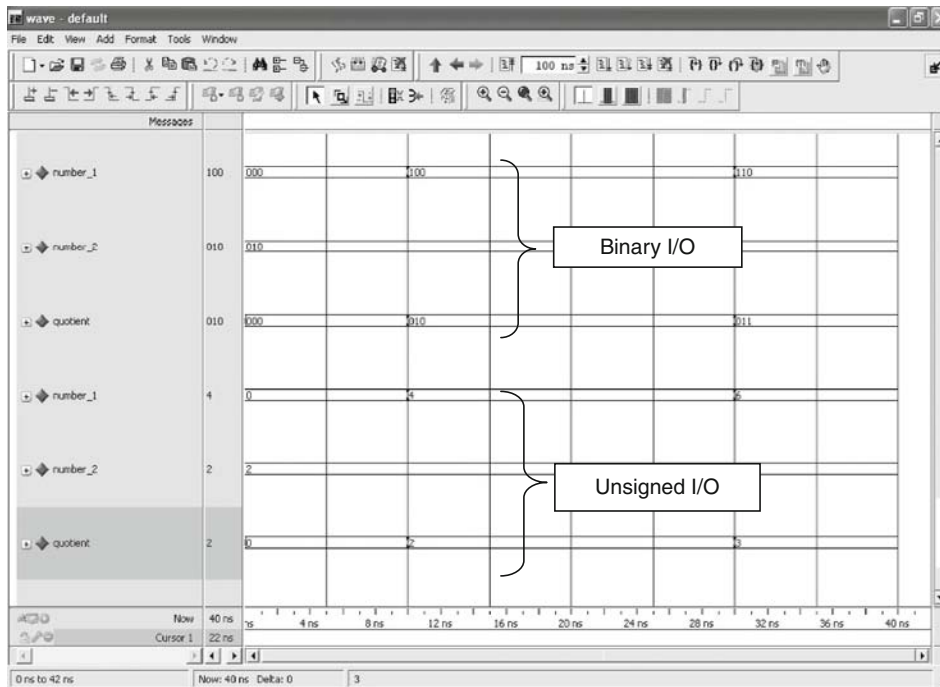 wave - default
File Edit View Add Format Tools Window
100 ns
Messages
number_1 100 000 100 110
number_2 010 010
Binary I/O
quotient 010 000 010 011
number_1 4 0 4 6
number_2 2 2
Unsigned I/O
quotient 2 0 2 3
Now 40 ns
ns 4 ns 8 ns 12 ns 16 ns 20 ns 24 ns 28 ns 32 ns 36 ns 40 ns
Cursor 1 22 ns
0 ns to 42 ns Now: 40 ns Delta: 0 3